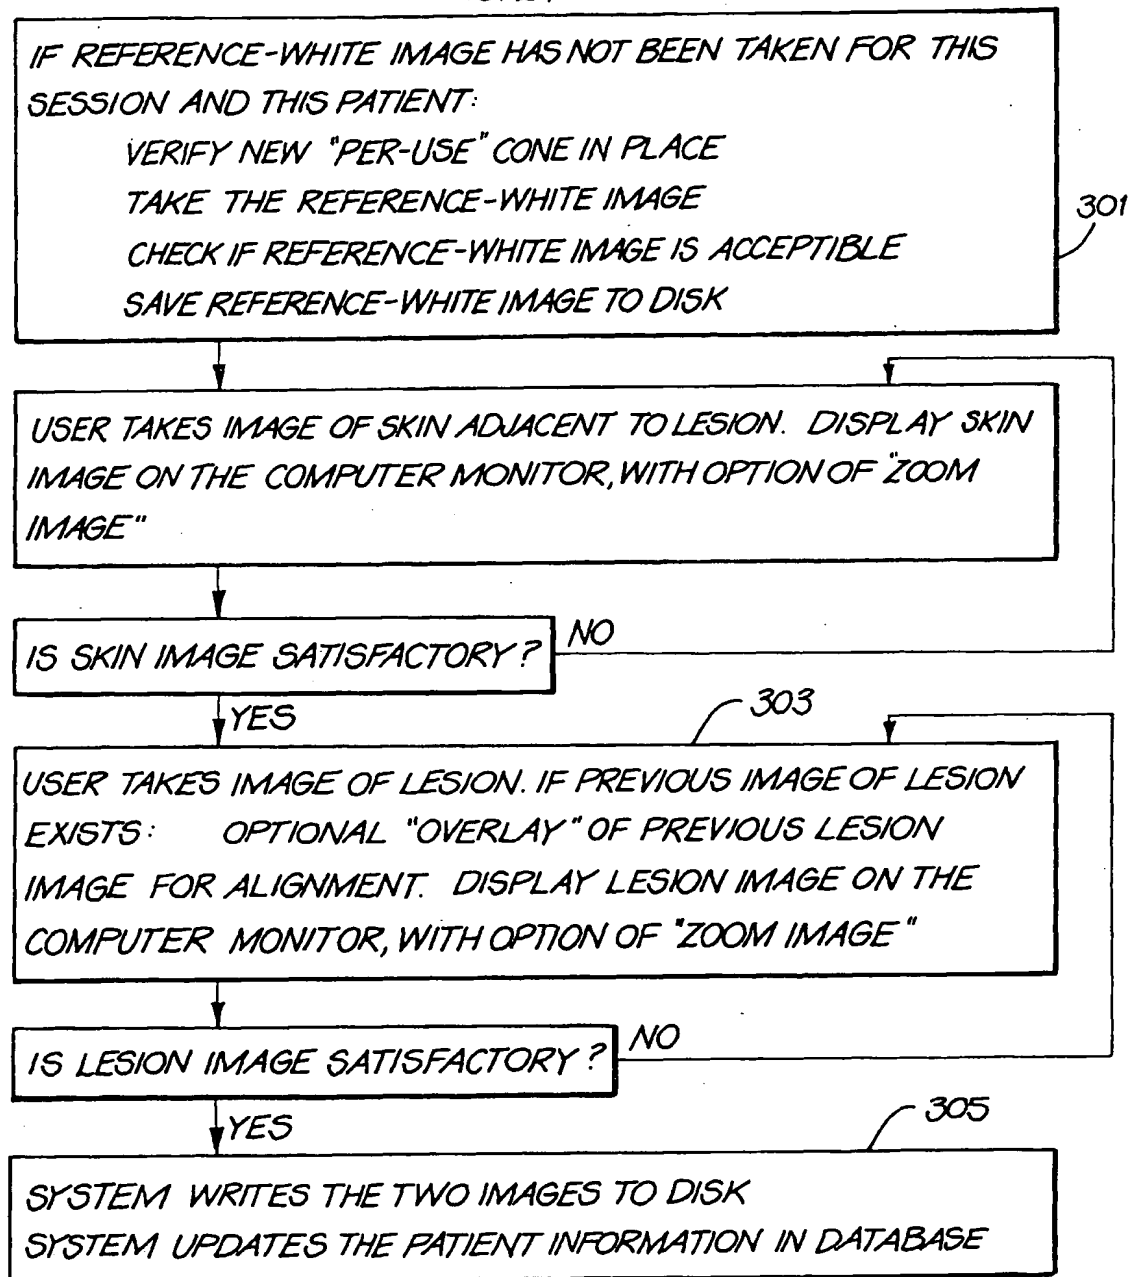 IF REFERENCE-WHITE IMAGE HAS NOT BEEN TAKEN FOR THIS
SESSION AND THIS PATIENT:
VERIFY NEW "PER-USE" CONE IN PLACE
TAKE THE REFERENCE-WHITE IMAGE
CHECK IF REFERENCE-WHITE IMAGE IS ACCEPTIBLE
SAVE REFERENCE-WHITE IMAGE TO DISK
301
USER TAKES IMAGE OF SKIN ADJACENT TO LESION. DISPLAY SKIN
IMAGE ON THE COMPUTER MONITOR, WITH OPTION OF "ZOOM
IMAGE"
IS SKIN IMAGE SATISFACTORY?
NO
YES
303
USER TAKES IMAGE OF LESION. IF PREVIOUS IMAGE OF LESION
EXISTS: OPTIONAL "OVERLAY" OF PREVIOUS LESION
IMAGE FOR ALIGNMENT. DISPLAY LESION IMAGE ON THE
COMPUTER MONITOR, WITH OPTION OF "ZOOM IMAGE"
IS LESION IMAGE SATISFACTORY?
NO
YES
305
SYSTEM WRITES THE TWO IMAGES TO DISK
SYSTEM UPDATES THE PATIENT INFORMATION IN DATABASE